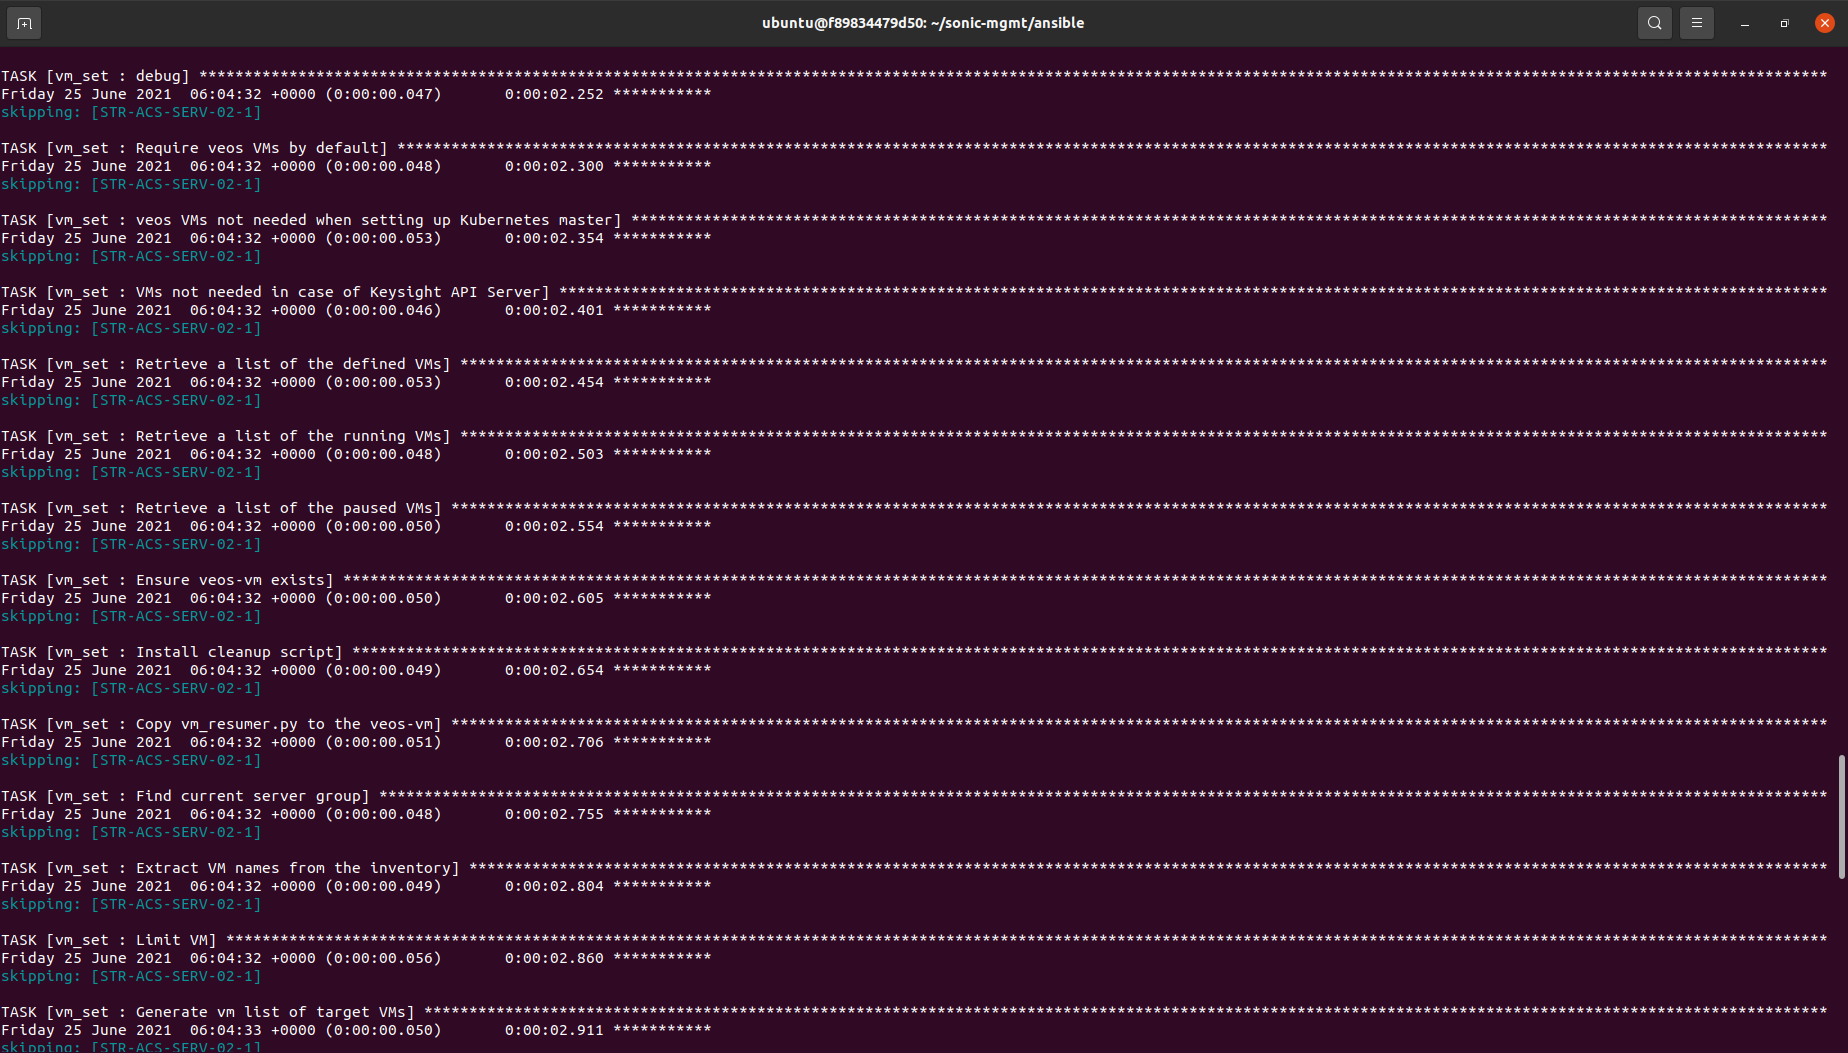 ubuntu@f89834479d50: ~/sonic-mgmt/ansible
TASK [vm_set : debug] *************************************************************************************************************************************************************************************
Friday 25 June 2021  06:04:32 +0000 (0:00:00.047)       0:00:02.252 ***********
skipping: [STR-ACS-SERV-02-1]
TASK [vm_set : Require veos VMs by default] ***************************************************************************************************************************************************************
Friday 25 June 2021  06:04:32 +0000 (0:00:00.048)       0:00:02.300 ***********
skipping: [STR-ACS-SERV-02-1]
TASK [vm_set : veos VMs not needed when setting up Kubernetes master] *************************************************************************************************************************************
Friday 25 June 2021  06:04:32 +0000 (0:00:00.053)       0:00:02.354 ***********
skipping: [STR-ACS-SERV-02-1]
TASK [vm_set : VMs not needed in case of Keysight API Server] *********************************************************************************************************************************************
Friday 25 June 2021  06:04:32 +0000 (0:00:00.046)       0:00:02.401 ***********
skipping: [STR-ACS-SERV-02-1]
TASK [vm_set : Retrieve a list of the defined VMs] ********************************************************************************************************************************************************
Friday 25 June 2021  06:04:32 +0000 (0:00:00.053)       0:00:02.454 ***********
skipping: [STR-ACS-SERV-02-1]
TASK [vm_set : Retrieve a list of the running VMs] ********************************************************************************************************************************************************
Friday 25 June 2021  06:04:32 +0000 (0:00:00.048)       0:00:02.503 ***********
skipping: [STR-ACS-SERV-02-1]
TASK [vm_set : Retrieve a list of the paused VMs] *********************************************************************************************************************************************************
Friday 25 June 2021  06:04:32 +0000 (0:00:00.050)       0:00:02.554 ***********
skipping: [STR-ACS-SERV-02-1]
TASK [vm_set : Ensure veos-vm exists] *********************************************************************************************************************************************************************
Friday 25 June 2021  06:04:32 +0000 (0:00:00.050)       0:00:02.605 ***********
skipping: [STR-ACS-SERV-02-1]
TASK [vm_set : Install cleanup script] ********************************************************************************************************************************************************************
Friday 25 June 2021  06:04:32 +0000 (0:00:00.049)       0:00:02.654 ***********
skipping: [STR-ACS-SERV-02-1]
TASK [vm_set : Copy vm_resumer.py to the veos-vm] *********************************************************************************************************************************************************
Friday 25 June 2021  06:04:32 +0000 (0:00:00.051)       0:00:02.706 ***********
skipping: [STR-ACS-SERV-02-1]
TASK [vm_set : Find current server group] *****************************************************************************************************************************************************************
Friday 25 June 2021  06:04:32 +0000 (0:00:00.048)       0:00:02.755 ***********
skipping: [STR-ACS-SERV-02-1]
TASK [vm_set : Extract VM names from the inventory] *******************************************************************************************************************************************************
Friday 25 June 2021  06:04:32 +0000 (0:00:00.049)       0:00:02.804 ***********
skipping: [STR-ACS-SERV-02-1]
TASK [vm_set : Limit VM] **********************************************************************************************************************************************************************************
Friday 25 June 2021  06:04:32 +0000 (0:00:00.056)       0:00:02.860 ***********
skipping: [STR-ACS-SERV-02-1]
TASK [vm_set : Generate vm list of target VMs] ************************************************************************************************************************************************************
Friday 25 June 2021  06:04:33 +0000 (0:00:00.050)       0:00:02.911 ***********
skipping: [STR-ACS-SERV-02-1]